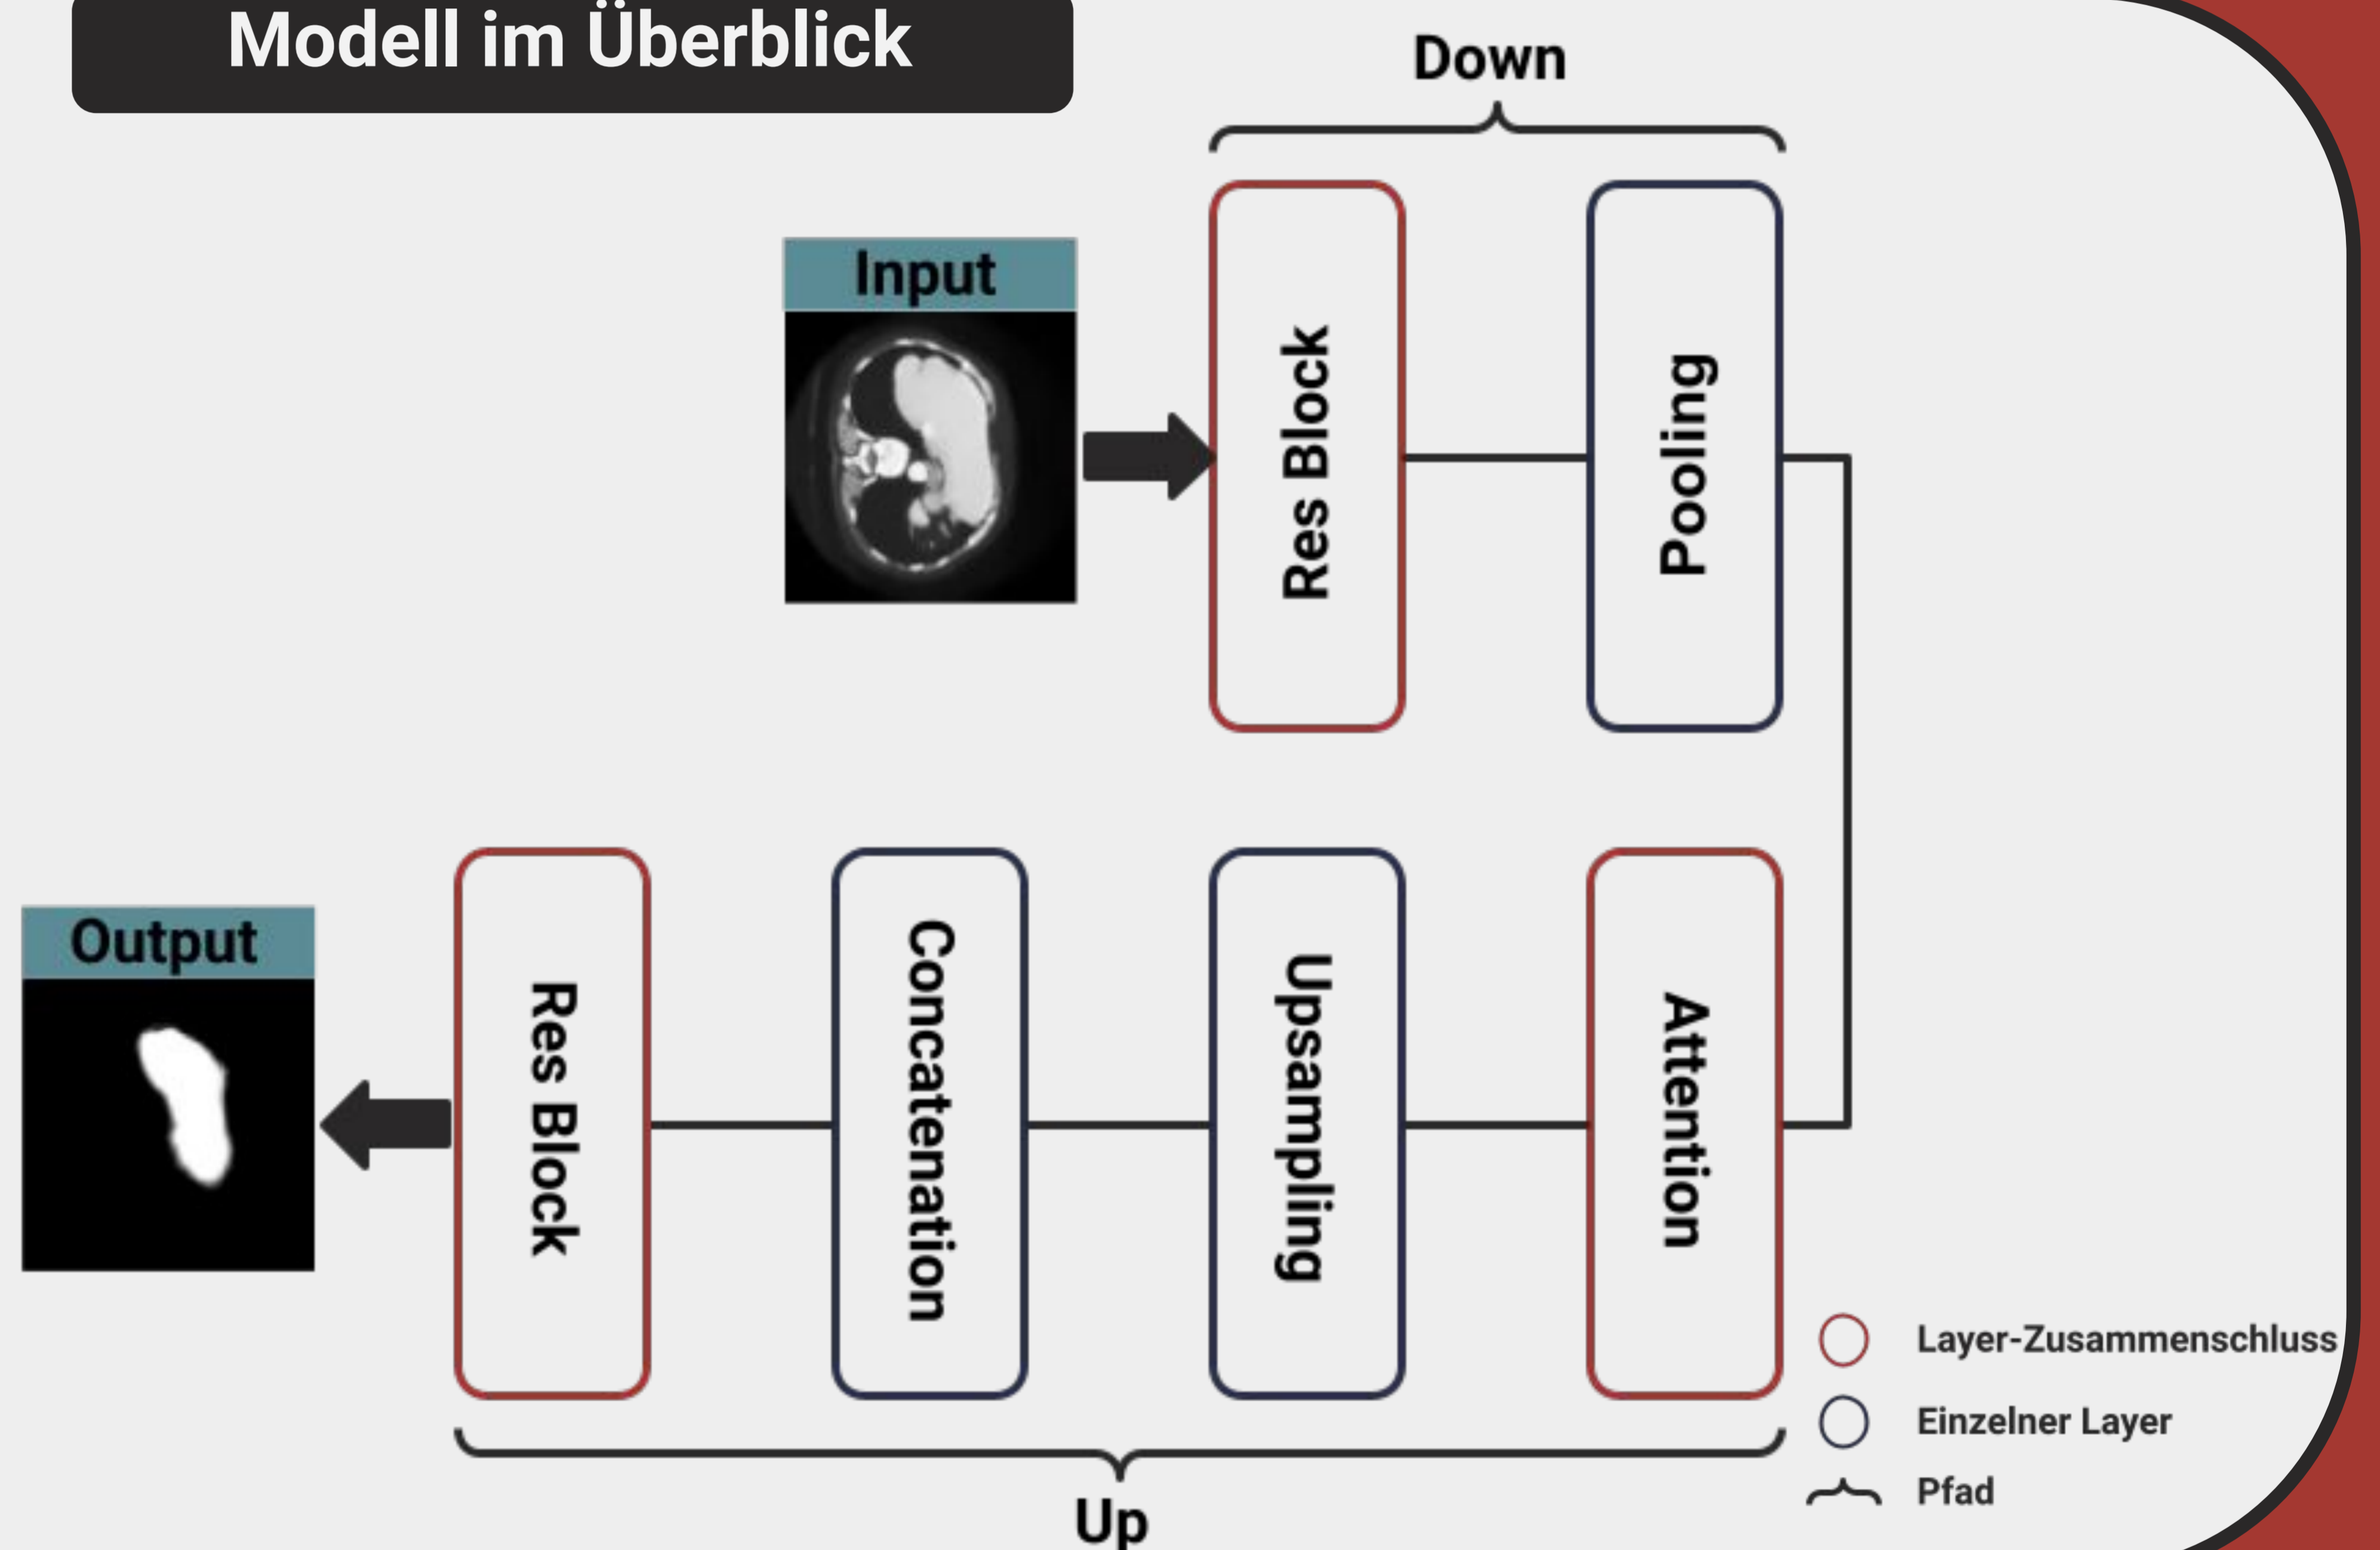 Modell im Überblick
Down
Input
Res Block
Pooling
Output
Res Block
Concatenation
Upsampling
Attention
Layer-Zusammenschluss
Einzelner Layer
Pfad
Up